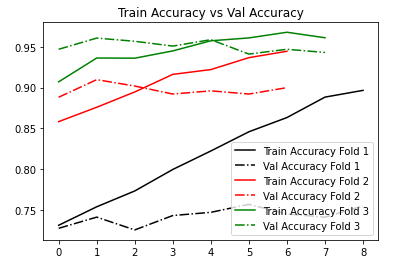 Train Accuracy vs Val Accuracy
0.95
0.90
0.85
0.80
0.75
Train Accuracy Fold 1
Val Accuracy Fold 1
Train Accuracy Fold 2
Val Accuracy Fold 2
Train Accuracy Fold 3
Val Accuracy Fold 3
0 1 2 3 4 5 6 7 8